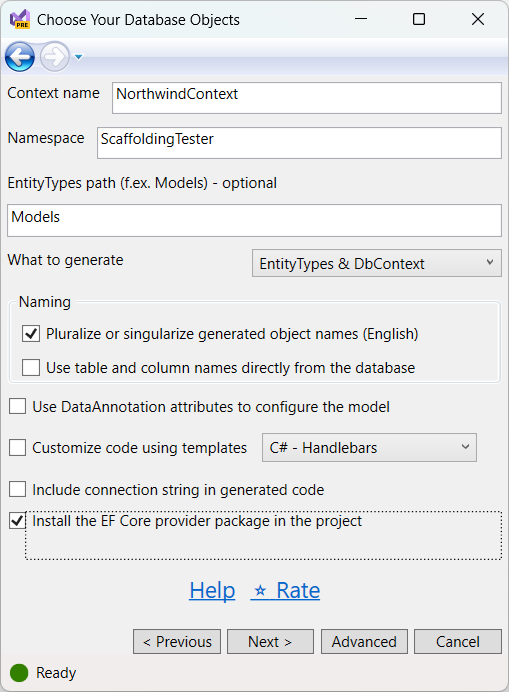 PRE
Choose Your Database Objects
Context name
NorthwindContext
Namespace
ScaffoldingTester
EntityTypes path (f.ex. Models) - optional
Models
What to generate
EntityTypes & DbContext
Naming
Pluralize or singularize generated object names (English)
Use table and column names directly from the database
Use DataAnnotation attributes to configure the model
Customize code using templates
C# - Handlebars
Include connection string in generated code
Install the EF Core provider package in the project
Help
☆ Rate
< Previous
Next >
Advanced
Cancel
Ready